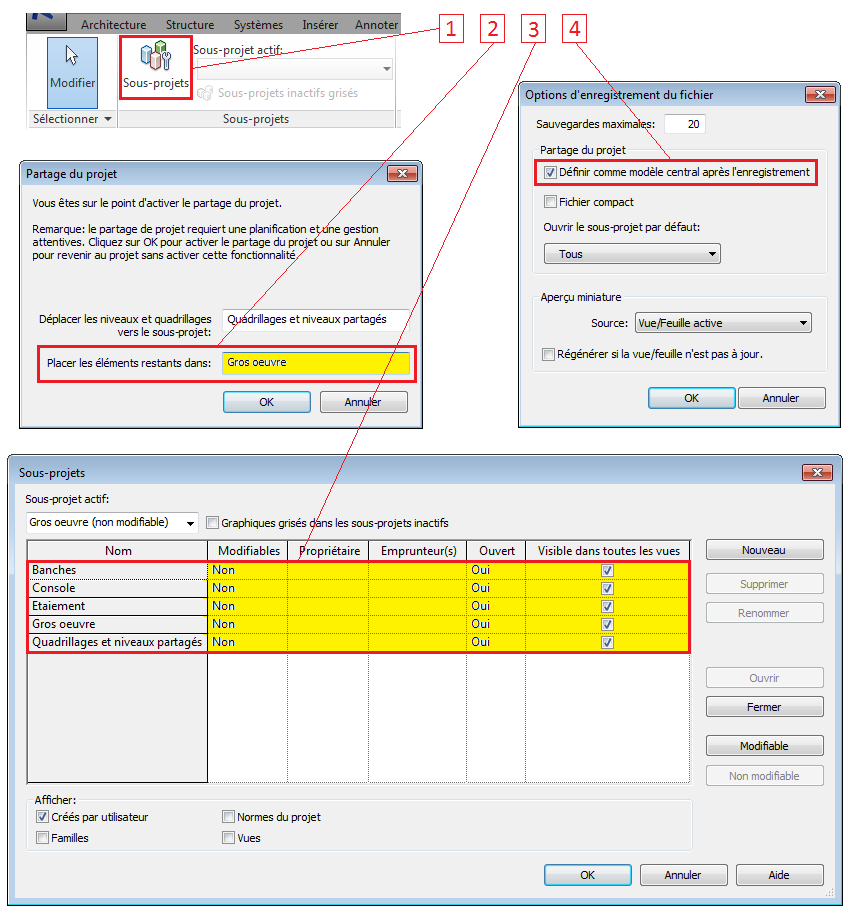 Architecture Structure Systèmes Insérer Annoter
1 2 3 4
Modifier
Sous-projets
Sous-projet actif:
Sous-projets inactifs grisés
Sélectionner
Sous-projets
Partage du projet
Vous êtes sur le point d'activer le partage du projet.
Remarque: le partage de projet requiert une planification et une gestion
attentives. Cliquez sur OK pour activer le partage du projet ou sur Annuler
pour revenir au projet sans activer cette fonctionnalité.
Déplacer les niveaux et quadrillages
vers le sous-projet:
Quadrillages et niveaux partagés
Placer les éléments restants dans:
Gros oeuvre
OK
Annuler
Options d'enregistrement du fichier
Sauvegardes maximales: 20
Partage du projet
Définir comme modèle central après l'enregistrement
Fichier compact
Ouvrir le sous-projet par défaut:
Tous
Aperçu miniature
Source: Vue/Feuille active
Régénérer si la vue/feuille n'est pas à jour.
OK
Annuler
Sous-projets
Sous-projet actif:
Gros oeuvre (non modifiable)
Graphiques grisés dans les sous-projets inactifs
Nom Modifiables Propriétaire Emprunteur(s) Ouvert Visible dans toutes les vues
Banches Non Oui
Console Non Oui
Etaiement Non Oui
Gros oeuvre Non Oui
Quadrillages et niveaux partagés Non Oui
Nouveau
Supprimer
Renommer
Ouvrir
Fermer
Modifiable
Non modifiable
Afficher:
Créés par utilisateur
Normes du projet
Familles
Vues
OK
Annuler
Aide